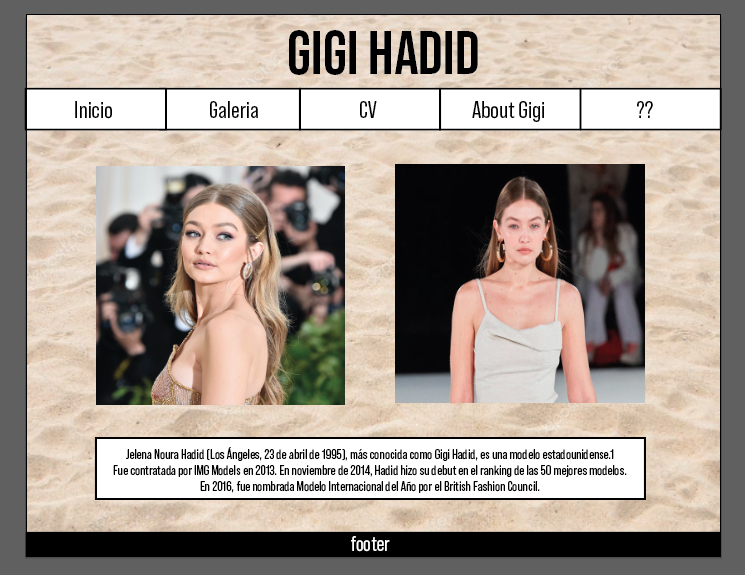 GIGI HADID
Inicio Galeria CV About Gigi ??
Jelena Noura Hadid (Los Ángeles, 23 de abril de 1995), más conocida como Gigi Hadid, es una modelo estadounidense.1
Fue contratada por IMG Models en 2013. En noviembre de 2014, Hadid hizo su debut en el ranking de las 50 mejores modelos.
En 2016, fue nombrada Modelo Internacional del Año por el British Fashion Council.
footer